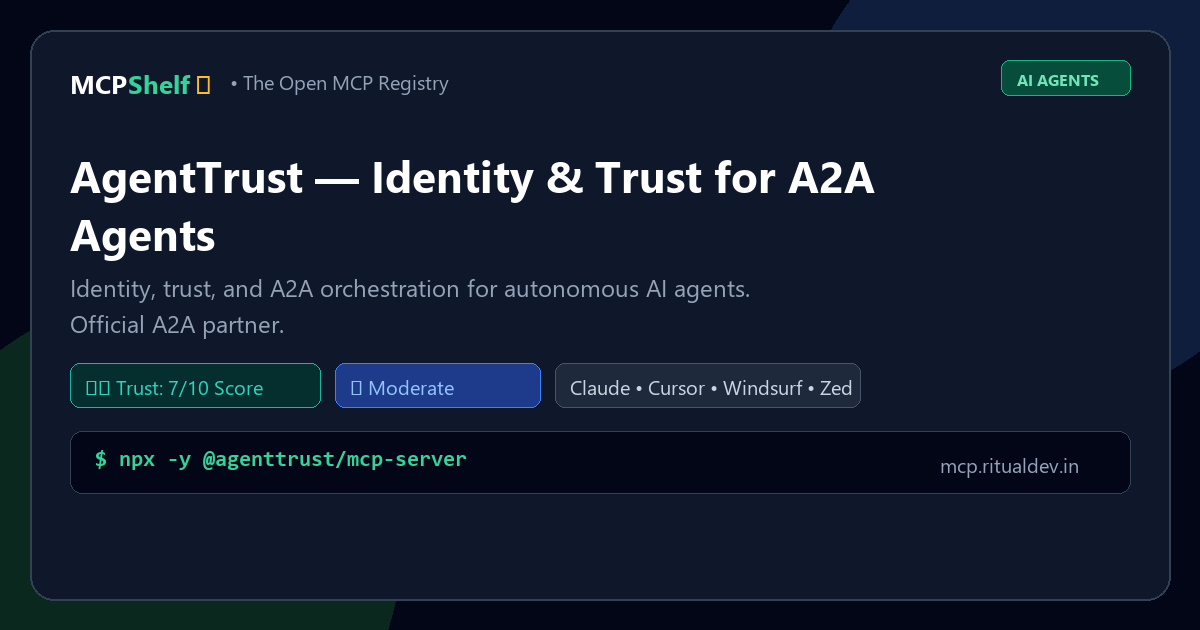 MCPShelf • The Open MCP Registry
AI AGENTS
AgentTrust — Identity & Trust for A2A
Agents
Identity, trust, and A2A orchestration for autonomous AI agents.
Official A2A partner.
Trust: 7/10 Score
Moderate
Claude • Cursor • Windsurf • Zed
$ npx -y @agenttrust/mcp-server
mcp.ritualdev.in